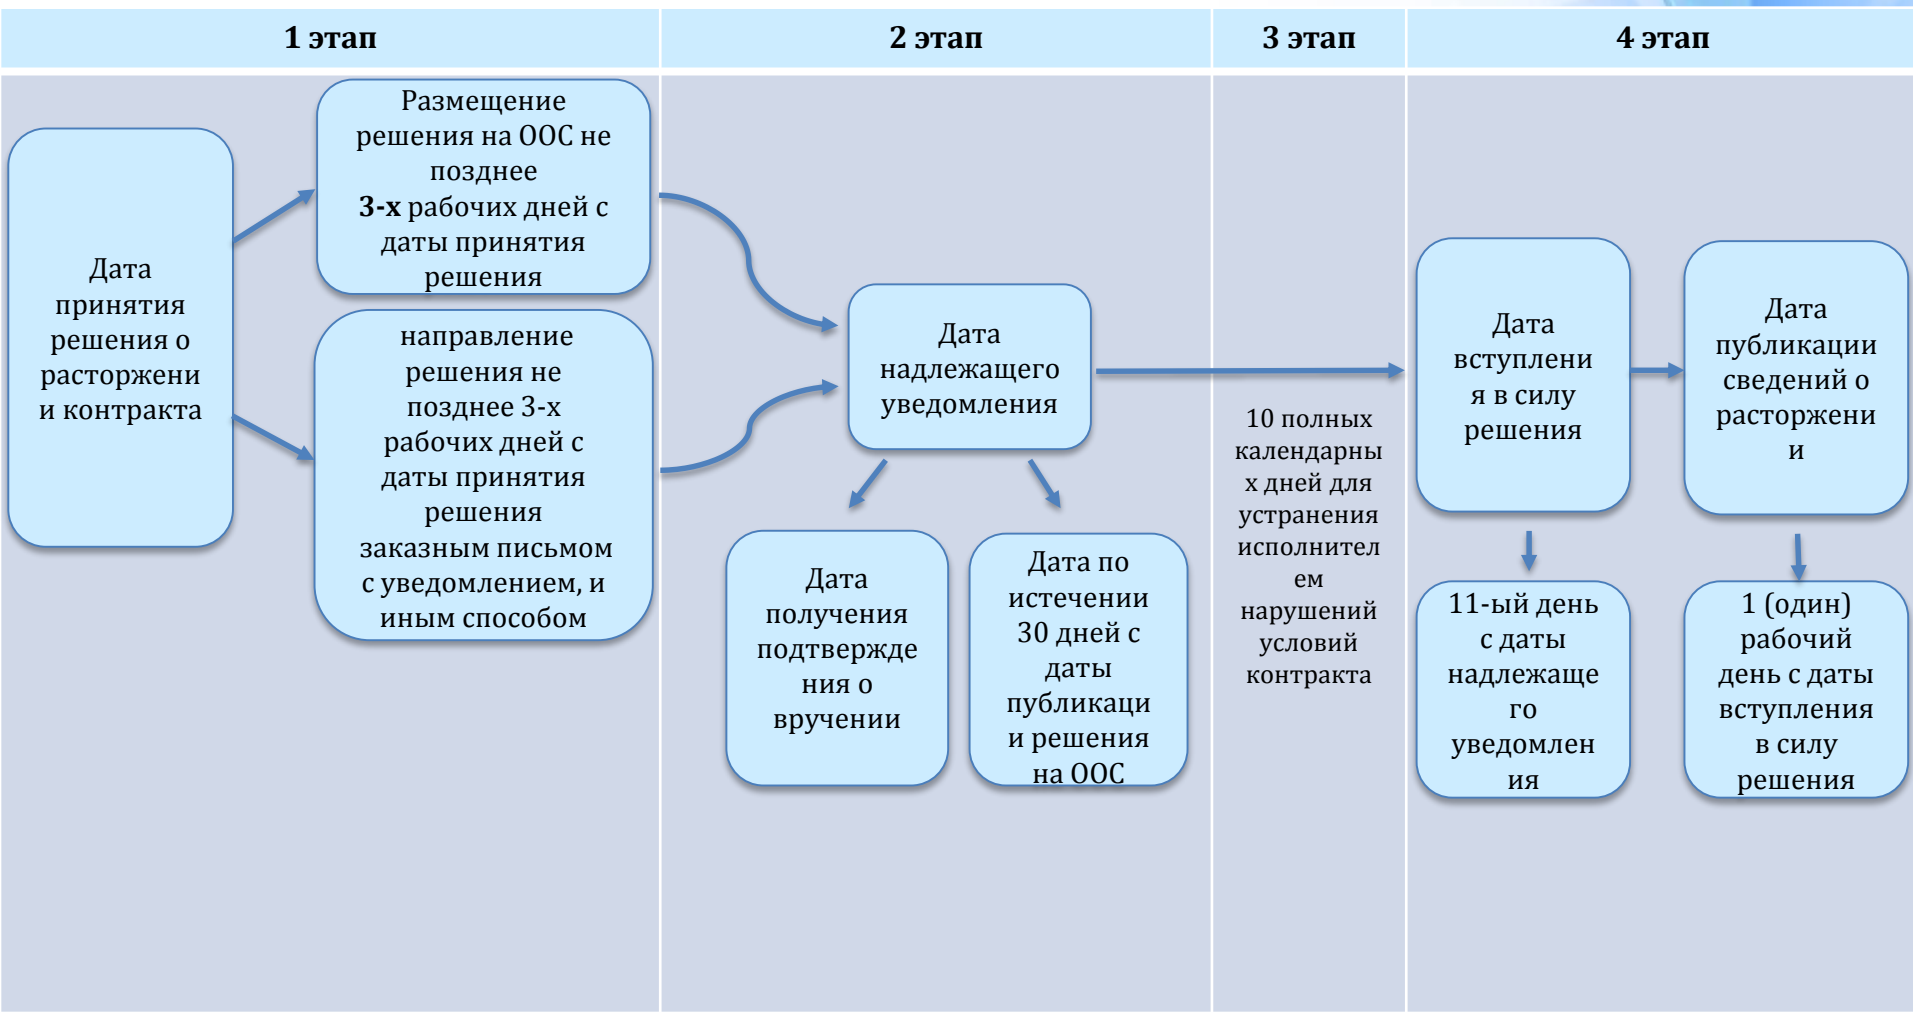 1 этап
2 этап
3 этап
4 этап
Дата
принятия
решения о
расторжени
и контракта
Размещение
решения на ООС не
позднее
3-х рабочих дней с
даты принятия
решения
направление
решения не
позднее 3-х
рабочих дней с
даты принятия
решения
заказным письмом
с уведомлением, и
иным способом
Дата
надлежащего
уведомления
Дата
получения
подтвержде
ния о
вручении
Дата по
истечении
30 дней с
даты
публикаци
и решения
на ООС
10 полных
календарны
х дней для
устранения
исполнител
ем
нарушений
условий
контракта
Дата
вступлени
я в силу
решения
Дата
публикации
сведений о
расторжени
и
11-ый день
с даты
надлежаще
го
уведомлен
ия
1 (один)
рабочий
день с даты
вступления
в силу
решения